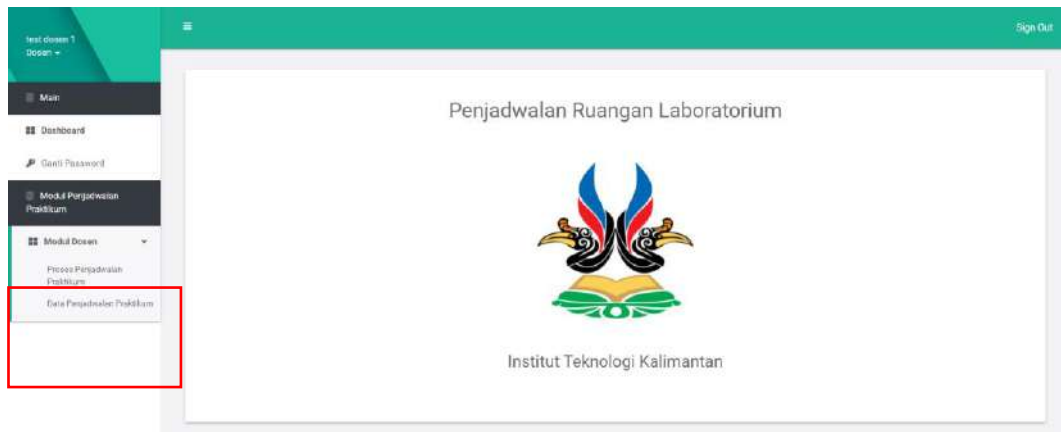 test dosen 1
Dosen
Sign Out
Main
Dashboard
Ganti Password
Modul Penjadwalan
Praktikum
Modul Dosen
Proses Penjadwalan
Praktikum
Data Penjadwalan Praktikum
Penjadwalan Ruangan Laboratorium
Institut Teknologi Kalimantan